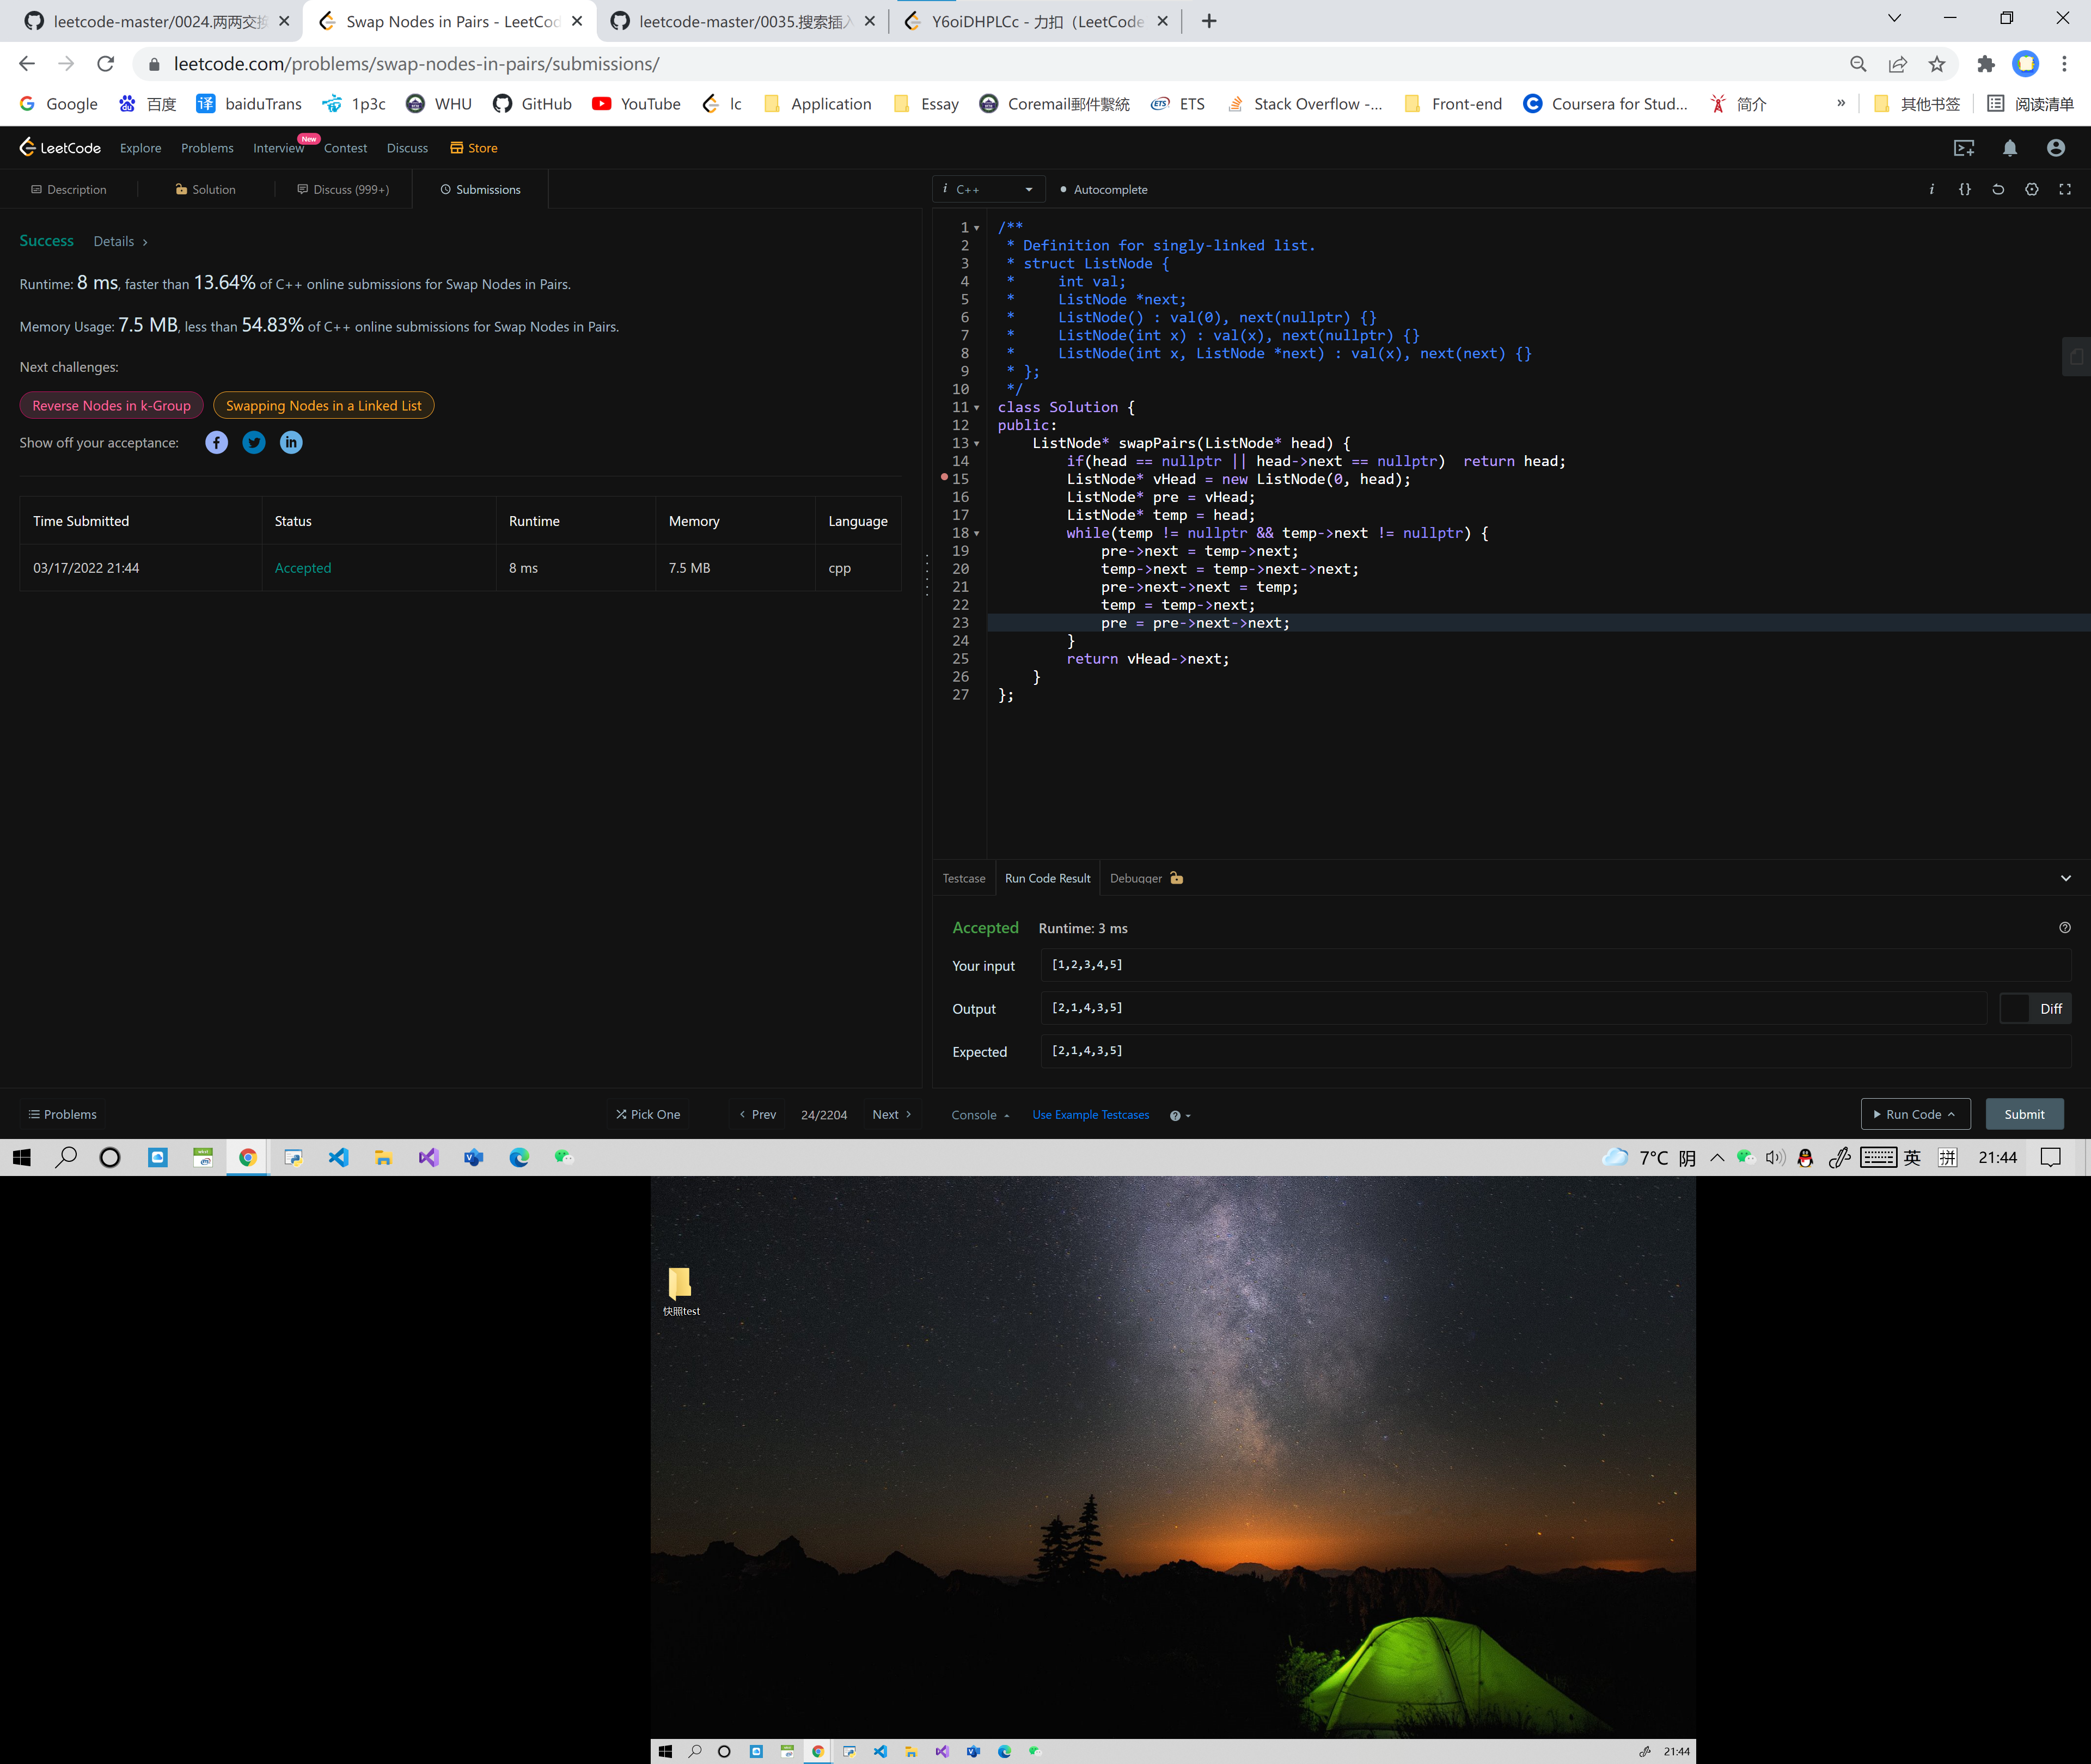 leetcode-master/0024.两两交换
Swap Nodes in Pairs - LeetCod
leetcode-master/0035.搜索插入
Y6oiDHPLCc - 力扣（LeetCode
leetcode.com/problems/swap-nodes-in-pairs/submissions/
Google 百度 译 baiduTrans 1p3c WHU GitHub YouTube lc Application Essay Coremail郵件繫統 ETS ETS Stack Overflow -... Front-end Coursera for Stud... 简介 » 其他书签 阅读清单
LeetCode Explore Problems Interview New Contest Discuss Store
Description Solution Discuss (999+) Submissions
i C++ Autocomplete
Success Details
Runtime: 8 ms, faster than 13.64% of C++ online submissions for Swap Nodes in Pairs.
Memory Usage: 7.5 MB, less than 54.83% of C++ online submissions for Swap Nodes in Pairs.
Next challenges:
Reverse Nodes in k-Group Swapping Nodes in a Linked List
Show off your acceptance:
Time Submitted Status Runtime Memory Language
03/17/2022 21:44 Accepted 8 ms 7.5 MB cpp
1 /**
2  * Definition for singly-linked list.
3  * struct ListNode {
4  *     int val;
5  *     ListNode *next;
6  *     ListNode() : val(0), next(nullptr) {}
7  *     ListNode(int x) : val(x), next(nullptr) {}
8  *     ListNode(int x, ListNode *next) : val(x), next(next) {}
9  * };
10  */
11 class Solution {
12 public:
13     ListNode* swapPairs(ListNode* head) {
14         if(head == nullptr || head->next == nullptr)  return head;
15         ListNode* vHead = new ListNode(0, head);
16         ListNode* pre = vHead;
17         ListNode* temp = head;
18         while(temp != nullptr && temp->next != nullptr) {
19             pre->next = temp->next;
20             temp->next = temp->next->next;
21             pre->next->next = temp;
22             temp = temp->next;
23             pre = pre->next->next;
24         }
25         return vHead->next;
26     }
27 };
Testcase Run Code Result Debugger
Accepted Runtime: 3 ms
Your input [1,2,3,4,5]
Output [2,1,4,3,5] Diff
Expected [2,1,4,3,5]
Problems Pick One Prev 24/2204 Next Console Use Example Testcases Run Code Submit
7°C 阴 英 拼 21:44
快照test
21:44